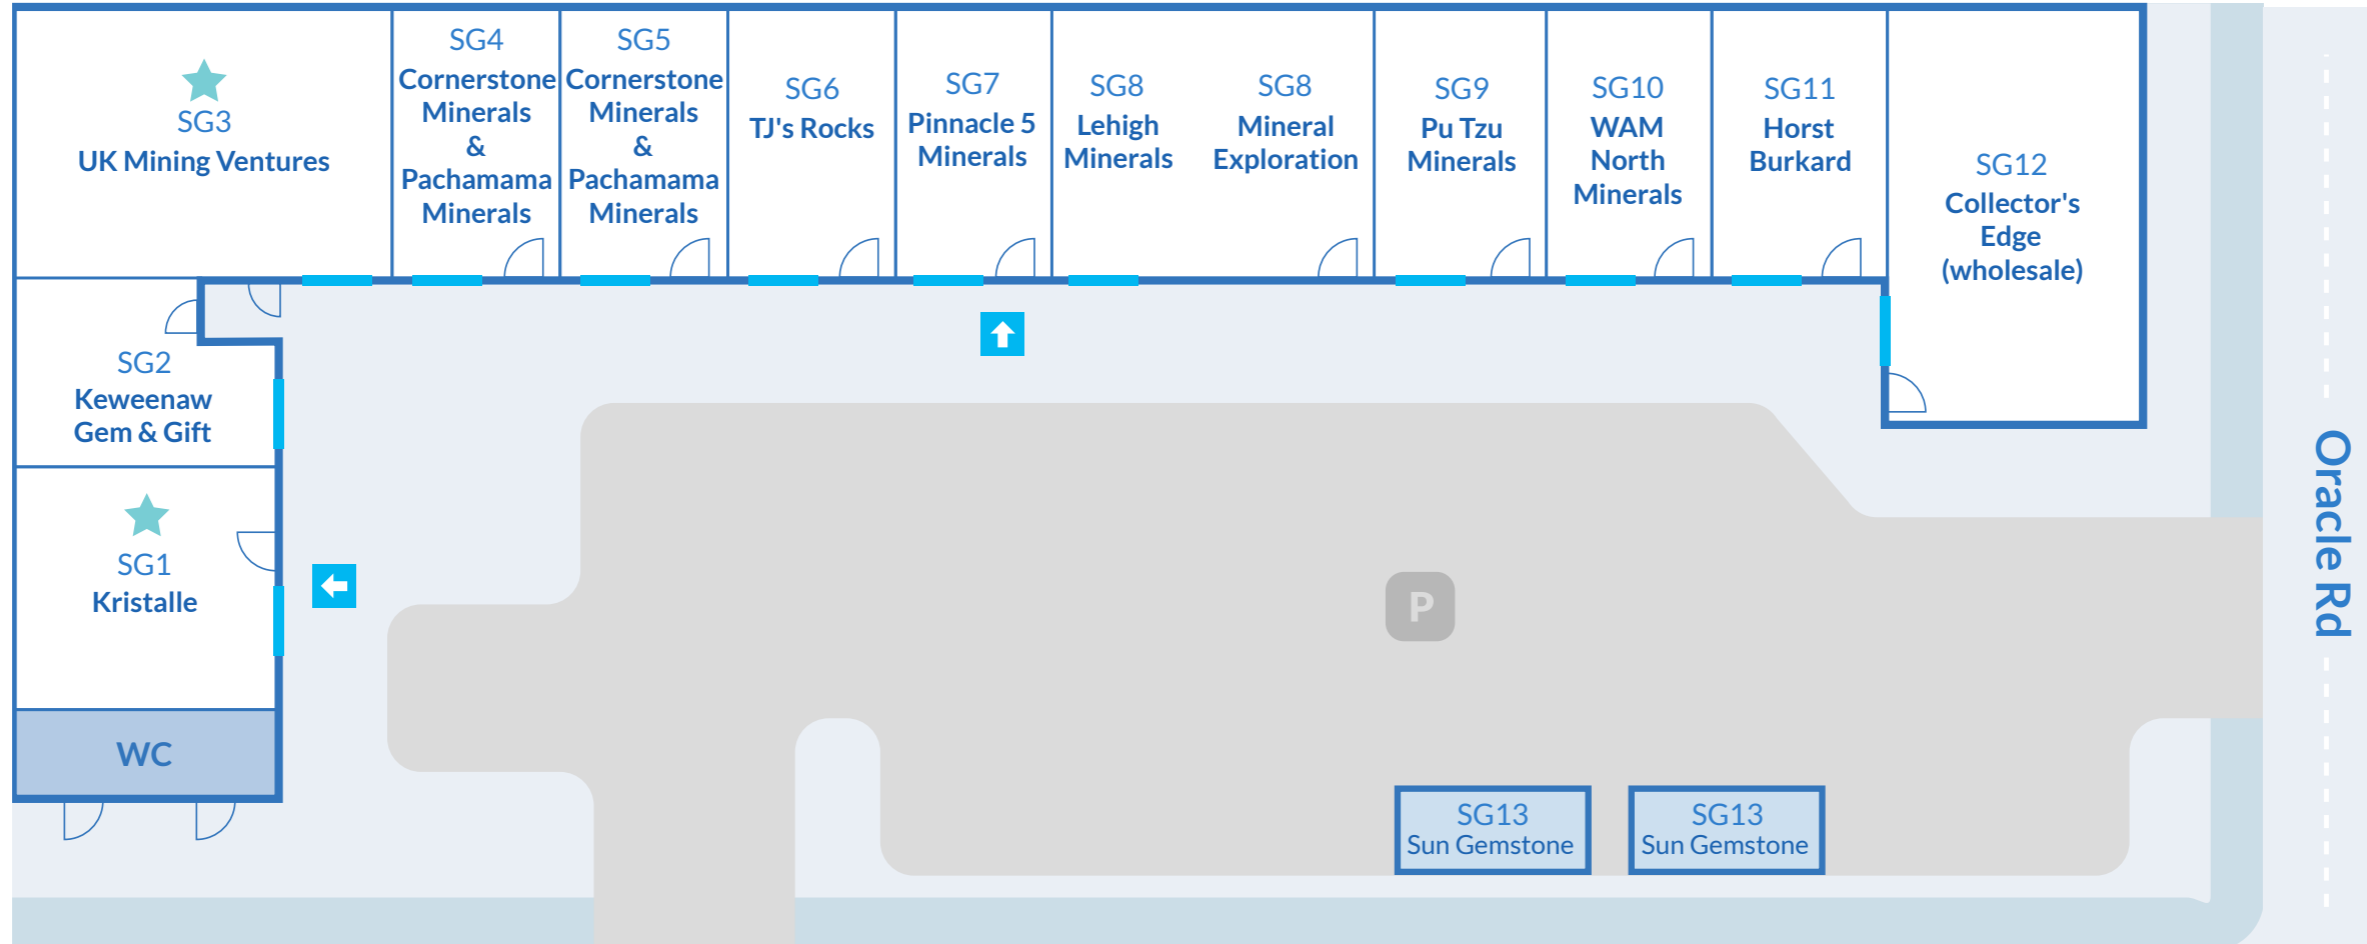 SG3
UK Mining Ventures
SG4
Cornerstone
Minerals
&
Pachamama
Minerals
SG5
Cornerstone
Minerals
&
Pachamama
Minerals
SG6
TJ's Rocks
SG7
Pinnacle 5
Minerals
SG8
Lehigh
Minerals
SG8
Mineral
Exploration
SG9
Pu Tzu
Minerals
SG10
WAM
North
Minerals
SG11
Horst
Burkard
SG12
Collector's
Edge
(wholesale)
SG2
Keweenaw
Gem & Gift
SG1
Kristalle
WC
P
SG13
Sun Gemstone
SG13
Sun Gemstone
Oracle Rd